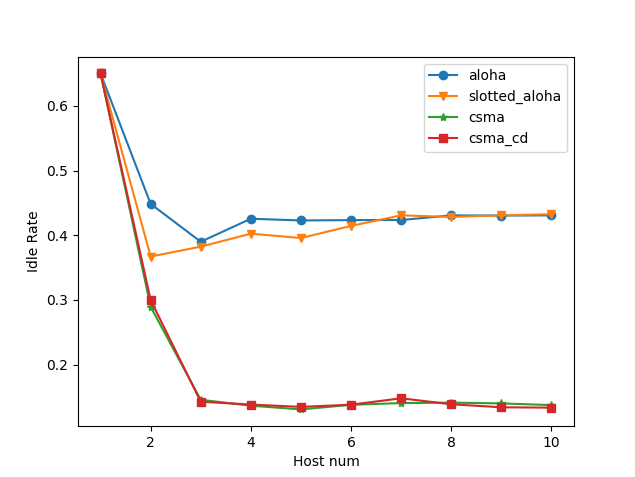 aloha
slotted_aloha
csma
csma_cd
Idle Rate
0.6
0.5
0.4
0.3
0.2
2 4 6 8 10
Host num